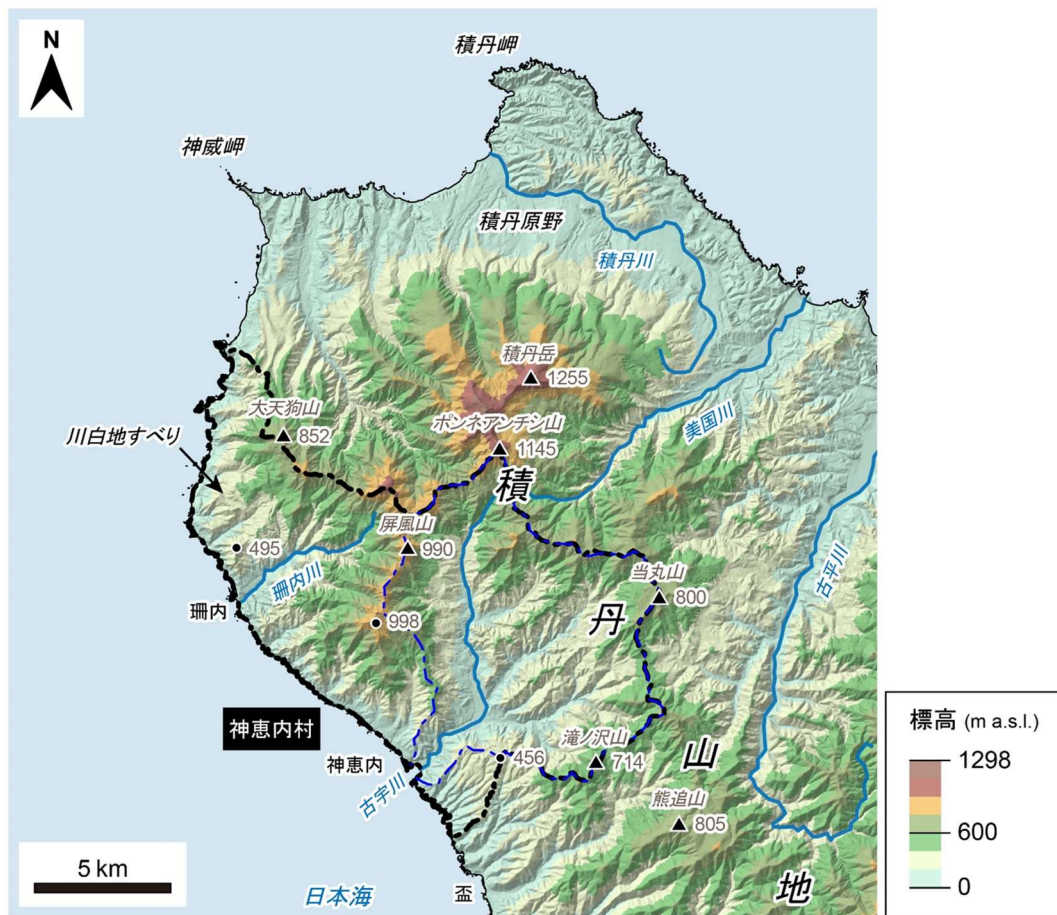 N
積丹岬
神威岬
積丹原野
積丹川
積丹岳
1255
美国川
大天狗山
852
ポンネアンチシ山
1145
川白地すべり
積
屏風山
990
495
珊内川
当丸山
800
古平川
珊内
丹
998
神恵内村
滝ノ沢山
714
456
山
神恵内
古宇川
熊追山
805
標高 (m a.s.l.)
1298
600
0
5 km
日本海
盃
地